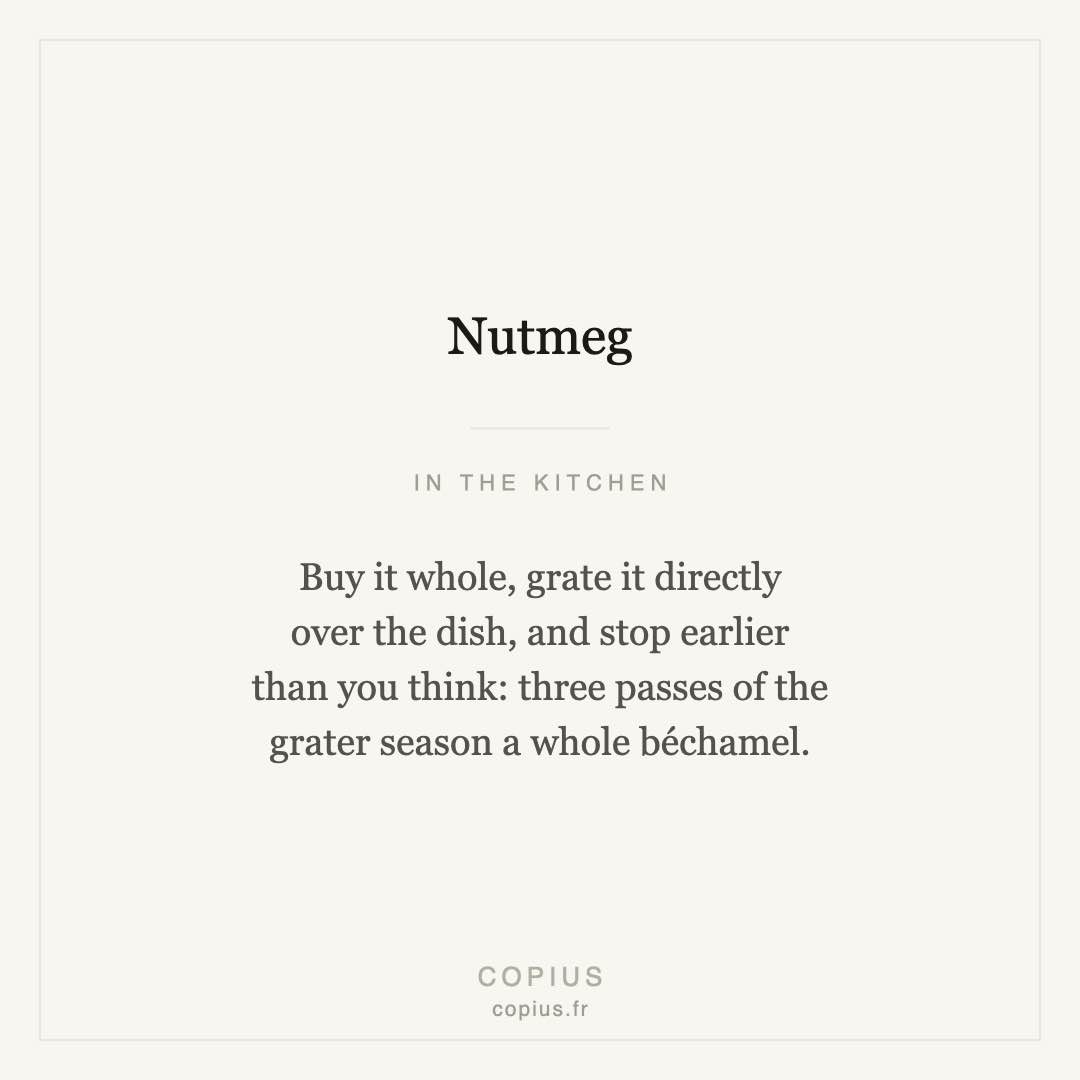 Nutmeg
IN THE KITCHEN
Buy it whole, grate it directly
over the dish, and stop earlier
than you think: three passes of the
grater season a whole béchamel.
COPIUS
copius.fr